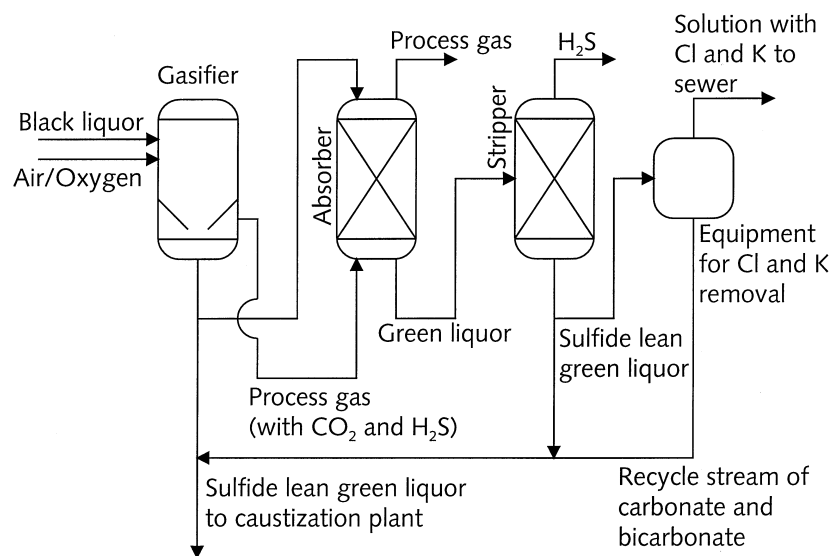 Solution with
Cl and K to
sewer
Process gas
H₂S
Gasifier
Black liquor
Air/Oxygen
Absorber
Stripper
Equipment
for Cl and K
removal
Green liquor
Sulfide lean
green liquor
Process gas
(with CO₂ and H₂S)
Sulfide lean green liquor
to caustization plant
Recycle stream of
carbonate and
bicarbonate